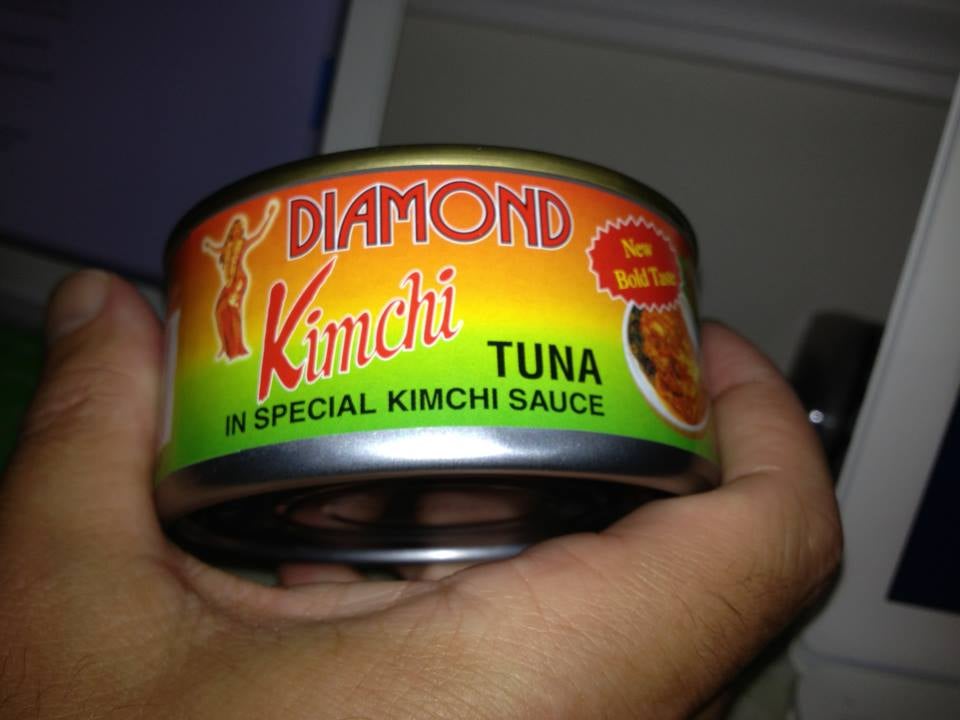 DIAMOND
Kimchi
New
Bold Taste
TUNA
IN SPECIAL KIMCHI SAUCE